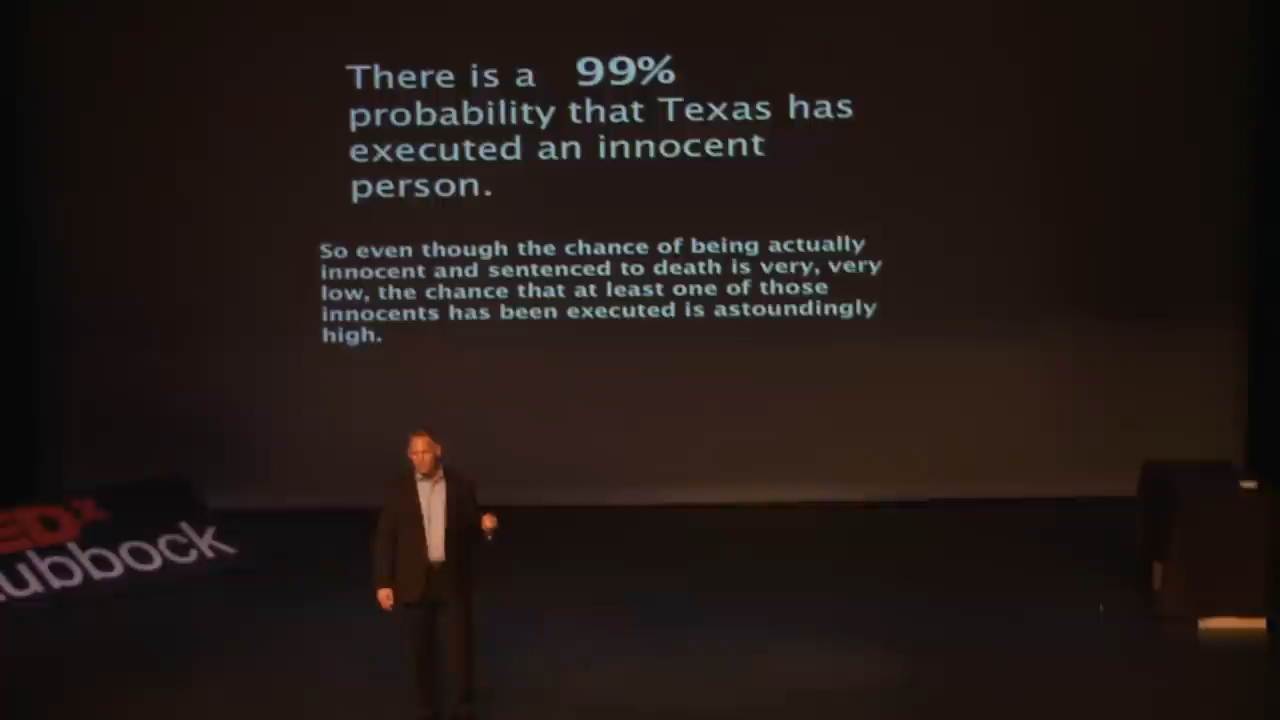 There is a 99%
probability that Texas has
executed an innocent
person.
So even though the chance of being actually
innocent and sentenced to death is very, very
low, the chance that at least one of those
innocents has been executed is astoundingly
high.
EDx
ubbock